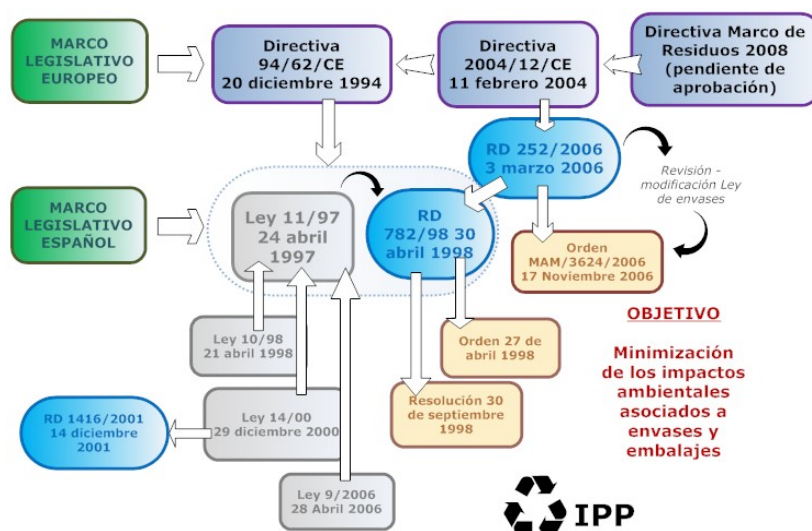 MARCO
LEGISLATIVO
EUROPEO
Directiva
94/62/CE
20 diciembre 1994
Directiva
2004/12/CE
11 febrero 2004
Directiva Marco de
Residuos 2008
(pendiente de
aprobación)
RD 252/2006
3 marzo 2006
Revisión -
modificación Ley
de envases
MARCO
LEGISLATIVO
ESPAÑOL
Ley 11/97
24 abril
1997
RD
782/98 30
abril 1998
Orden
MAM/3624/2006
17 Noviembre 2006
OBJETIVO
Minimización
de los impactos
ambientales
asociados a
envases y
embalajes
Ley 10/98
21 abril 1998
Orden 27 de
abril 1998
Resolución 30
de septiembre
1998
RD 1416/2001
14 diciembre
2001
Ley 14/00
29 diciembre 2000
Ley 9/2006
28 Abril 2006
IPP